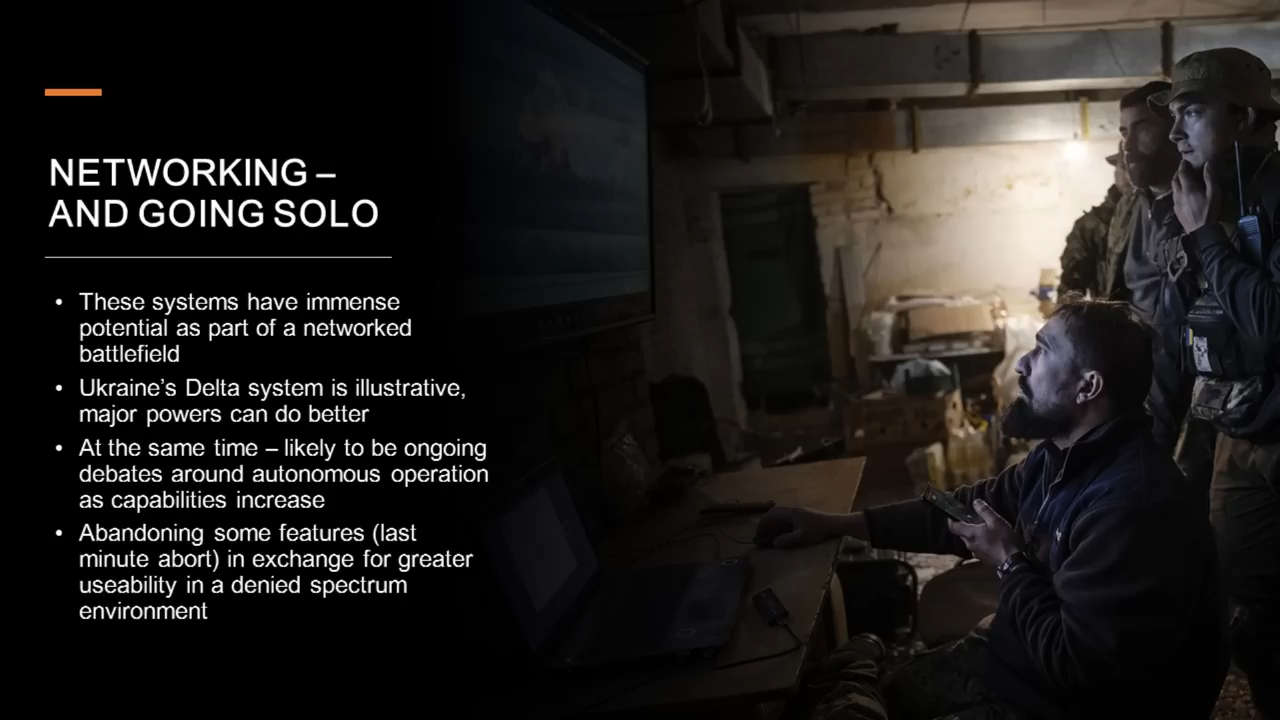 NETWORKING –
AND GOING SOLO
• These systems have immense
potential as part of a networked
battlefield
• Ukraine’s Delta system is illustrative,
major powers can do better
• At the same time – likely to be ongoing
debates around autonomous operation
as capabilities increase
• Abandoning some features (last
minute abort) in exchange for greater
useability in a denied spectrum
environment